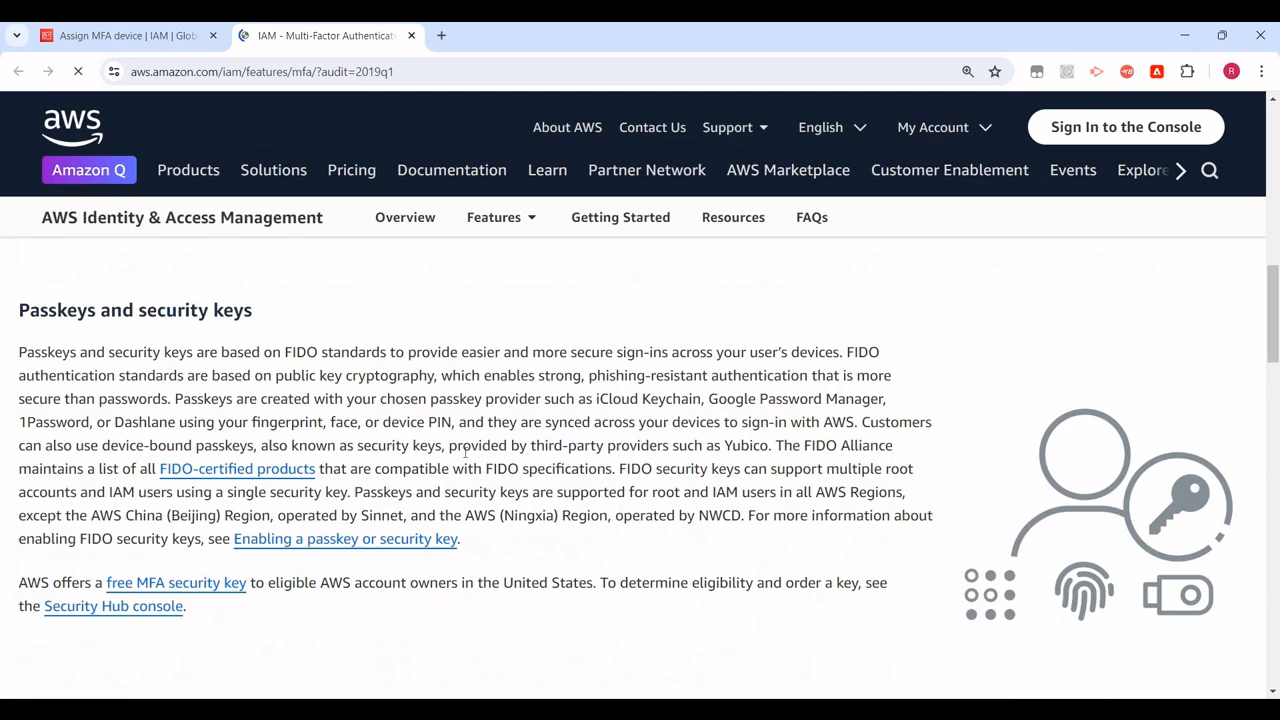 Assign MFA device | IAM | Glob
IAM - Multi-Factor Authenticat
aws.amazon.com/iam/features/mfa/?audit=2019q1
R
aws
About AWS Contact Us Support English My Account Sign In to the Console
Amazon Q Products Solutions Pricing Documentation Learn Partner Network AWS Marketplace Customer Enablement Events Explore
AWS Identity & Access Management Overview Features Getting Started Resources FAQs
Passkeys and security keys
Passkeys and security keys are based on FIDO standards to provide easier and more secure sign-ins across your user's devices. FIDO
authentication standards are based on public key cryptography, which enables strong, phishing-resistant authentication that is more
secure than passwords. Passkeys are created with your chosen passkey provider such as iCloud Keychain, Google Password Manager,
1Password, or Dashlane using your fingerprint, face, or device PIN, and they are synced across your devices to sign-in with AWS. Customers
can also use device-bound passkeys, also known as security keys, provided by third-party providers such as Yubico. The FIDO Alliance
maintains a list of all FIDO-certified products that are compatible with FIDO specifications. FIDO security keys can support multiple root
accounts and IAM users using a single security key. Passkeys and security keys are supported for root and IAM users in all AWS Regions,
except the AWS China (Beijing) Region, operated by Sinnet, and the AWS (Ningxia) Region, operated by NWCD. For more information about
enabling FIDO security keys, see Enabling a passkey or security key.
AWS offers a free MFA security key to eligible AWS account owners in the United States. To determine eligibility and order a key, see
the Security Hub console.